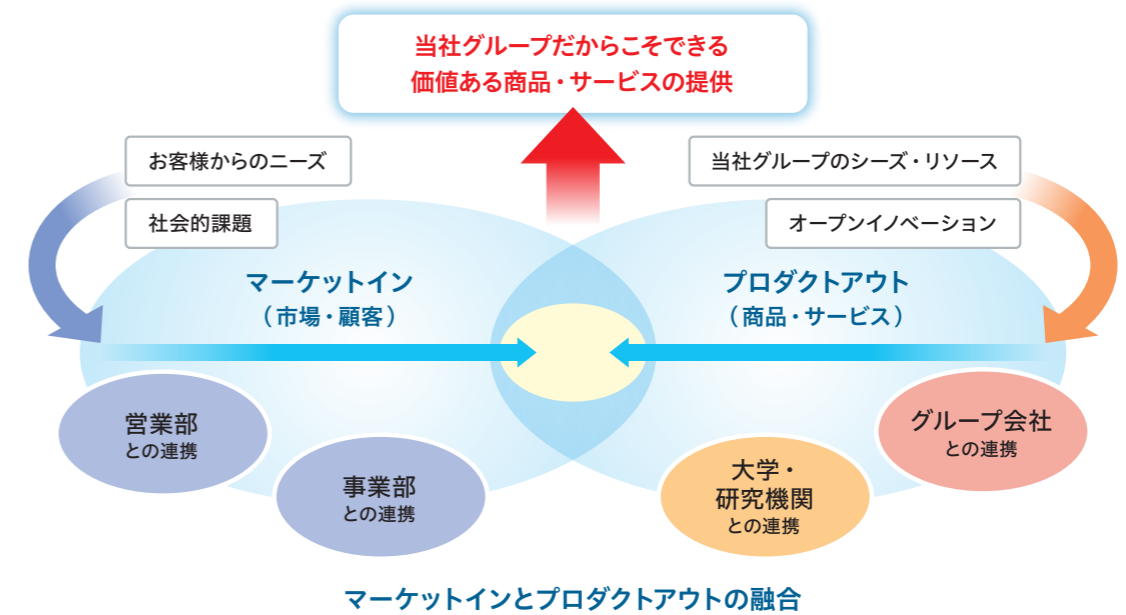 当社グループだからこそできる
価値ある商品・サービスの提供
お客様からのニーズ
社会的課題
当社グループのシーズ・リソース
オープンイノベーション
マーケットイン
（市場・顧客）
プロダクトアウト
（商品・サービス）
営業部
との連携
事業部
との連携
大学・
研究機関
との連携
グループ会社
との連携
マーケットインとプロダクトアウトの融合